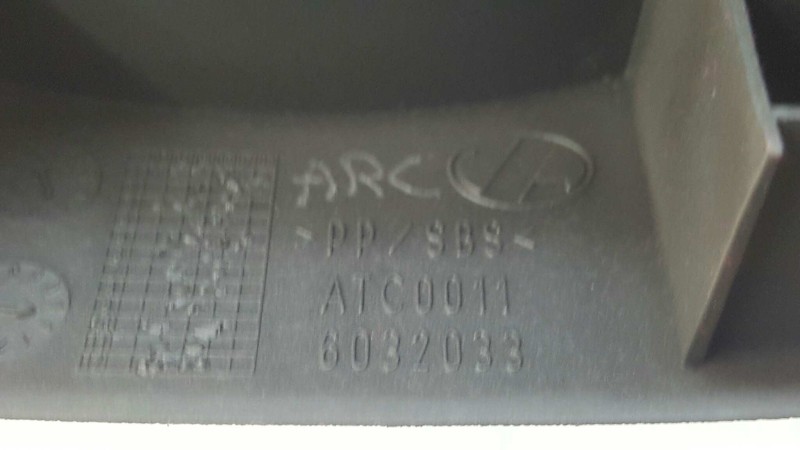 ARC
>PP/SBS<
ATC0011
6032033